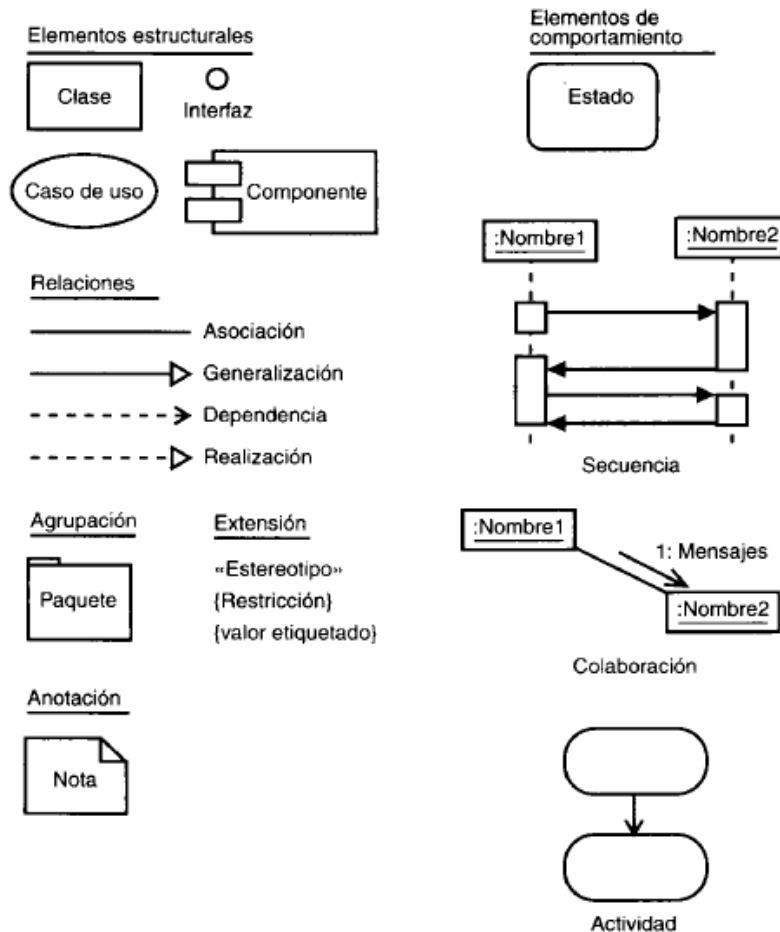 Elementos estructurales
Clase
Interfaz
Caso de uso
Componente
Relaciones
Asociación
Generalización
Dependencia
Realización
Agrupación
Paquete
Extensión
«Estereotipo»
{Restricción}
{valor etiquetado}
Anotación
Nota
Elementos de
comportamiento
Estado
:Nombre1
:Nombre2
Secuencia
:Nombre1
1: Mensajes
:Nombre2
Colaboración
Actividad